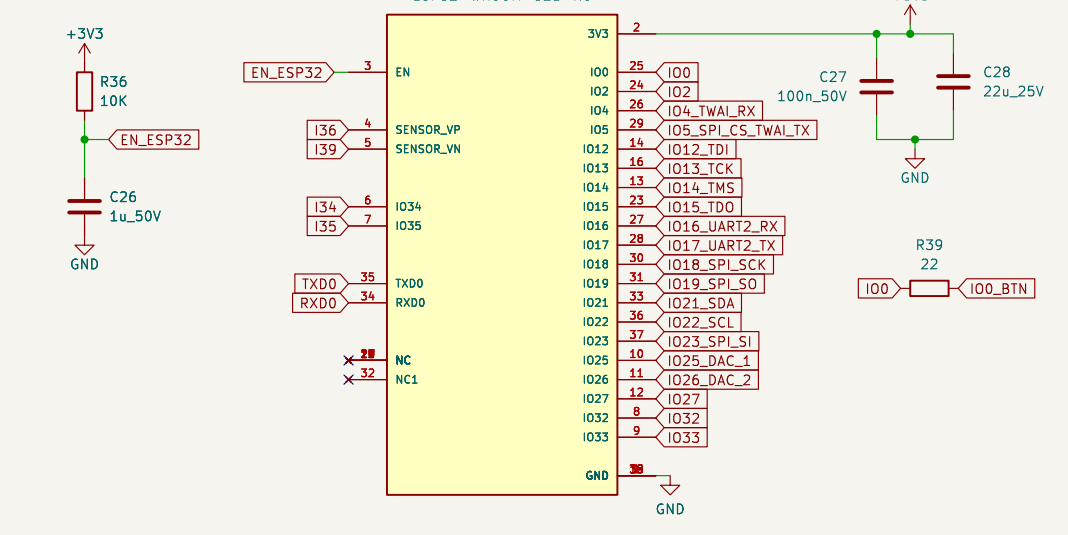 +3V3
R36
10K
EN_ESP32
C26
1u_50V
GND
EN_ESP32
3
EN
I36
4
SENSOR_VP
I39
5
SENSOR_VN
I34
6
IO34
I35
7
IO35
TXD0
35
TXD0
RXD0
34
RXD0
NC
32
NC1
3V3
2
IO0
25
IO0
IO2
24
IO2
IO4
26
IO4_TWAI_RX
IO5
29
IO5_SPI_CS_TWAI_TX
IO12
14
IO12_TDI
IO13
16
IO13_TCK
IO14
13
IO14_TMS
IO15
23
IO15_TDO
IO16
27
IO16_UART2_RX
IO17
28
IO17_UART2_TX
IO18
30
IO18_SPI_SCK
IO19
31
IO19_SPI_SO
IO21
33
IO21_SDA
IO22
36
IO22_SCL
IO23
37
IO23_SPI_SI
IO25
10
IO25_DAC_1
IO26
11
IO26_DAC_2
IO27
12
IO27
IO32
8
IO32
IO33
9
IO33
GND
GND
C27
100n_50V
C28
22u_25V
GND
R39
22
IO0
IO0_BTN